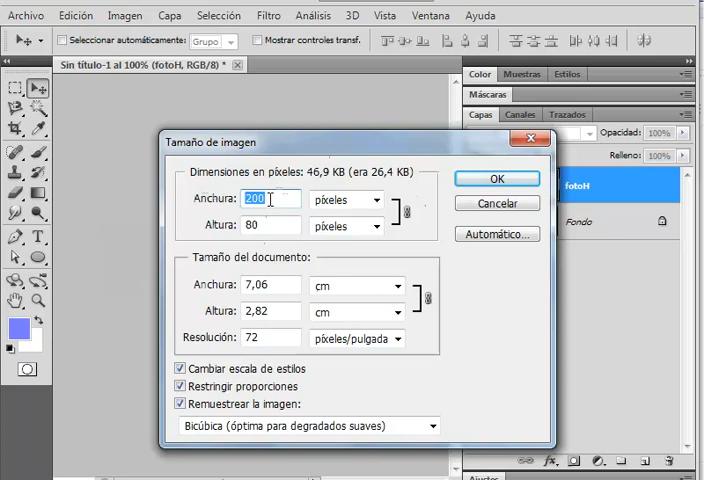 Archivo Edición Imagen Capa Selección Filtro Análisis 3D Vista Ventana Ayuda
Seleccionar automáticamente: Grupo Mostrar controles transf.
Sin título-1 al 100% (fotoH, RGB/8) *
Color Muestras Estilos
Máscaras
Capas Canales Trazados
Opacidad: 100%
Relleno: 100%
fotoH
Fondo
Ajustes
Tamaño de imagen
Dimensiones en píxeles: 46,9 KB (era 26,4 KB)
Anchura: 200 píxeles
Altura: 80 píxeles
Tamaño del documento:
Anchura: 7,06 cm
Altura: 2,82 cm
Resolución: 72 píxeles/pulgada
Cambiar escala de estilos
Restringir proporciones
Remuestrear la imagen:
Bicúbica (óptima para degradados suaves)
OK
Cancelar
Automático...